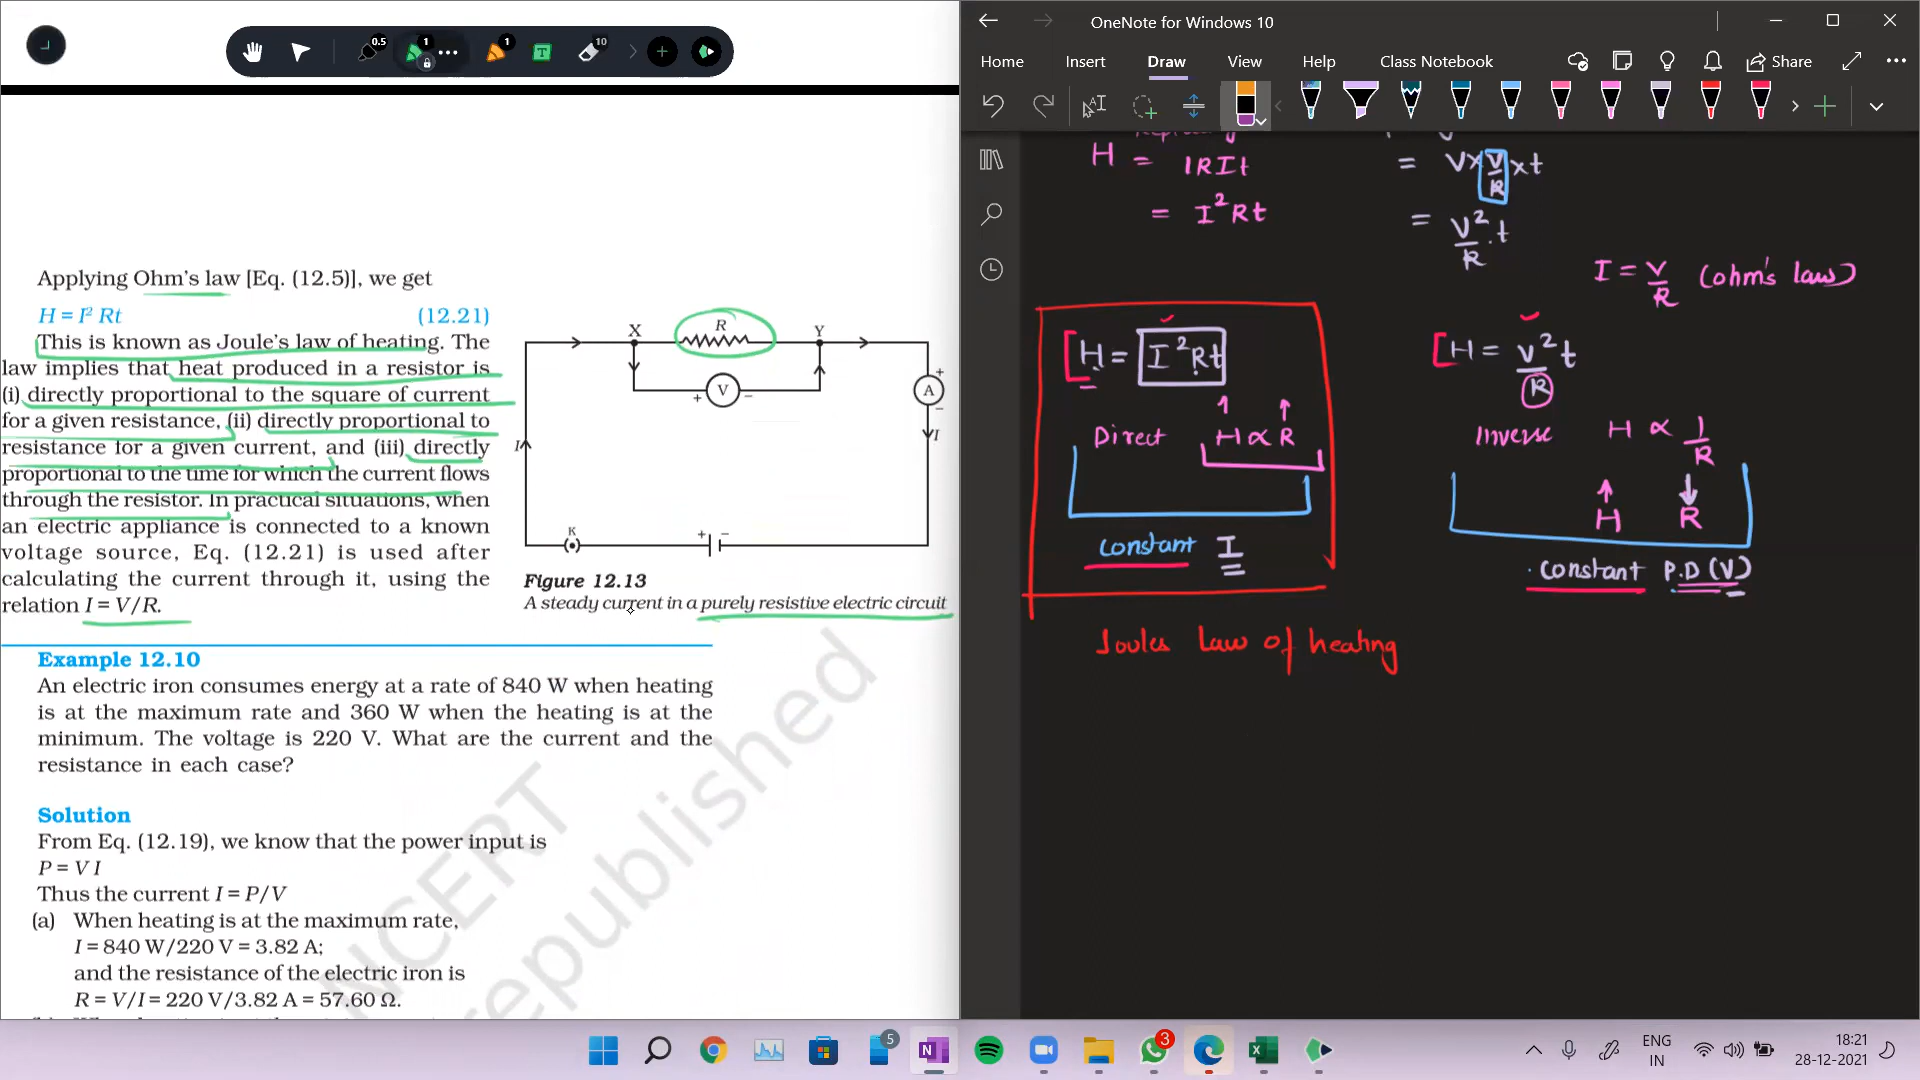 0.5
1
1
10
Applying Ohm's law [Eq. (12.5)], we get
H = I² Rt (12.21)
This is known as Joule's law of heating. The
law implies that heat produced in a resistor is
(i) directly proportional to the square of current
for a given resistance, (ii) directly proportional to
resistance for a given current, and (iii) directly
proportional to the time for which the current flows
through the resistor. In practical situations, when
an electric appliance is connected to a known
voltage source, Eq. (12.21) is used after
calculating the current through it, using the
relation I = V/R.
X R Y
+ V −
+ A −
I
I
K
+ −
Figure 12.13
A steady current in a purely resistive electric circuit
Example 12.10
An electric iron consumes energy at a rate of 840 W when heating
is at the maximum rate and 360 W when the heating is at the
minimum. The voltage is 220 V. What are the current and the
resistance in each case?
Solution
From Eq. (12.19), we know that the power input is
P = V I
Thus the current I = P/V
(a) When heating is at the maximum rate,
I = 840 W/220 V = 3.82 A;
and the resistance of the electric iron is
R = V/I = 220 V/3.82 A = 57.60 Ω.
NCERT
republished
OneNote for Windows 10
Home Insert Draw View Help Class Notebook Share
H = IRIt
= I²Rt
= V×V/R×t
= V²/R.t
I = V/R (ohm's law)
H = I²Rt
Direct H ∝ R
constant I
Joules Law of heating
H = V²t/R
Inverse H ∝ 1/R
H R
constant P.D (V)
5
3
ENG
IN
18:21
28-12-2021